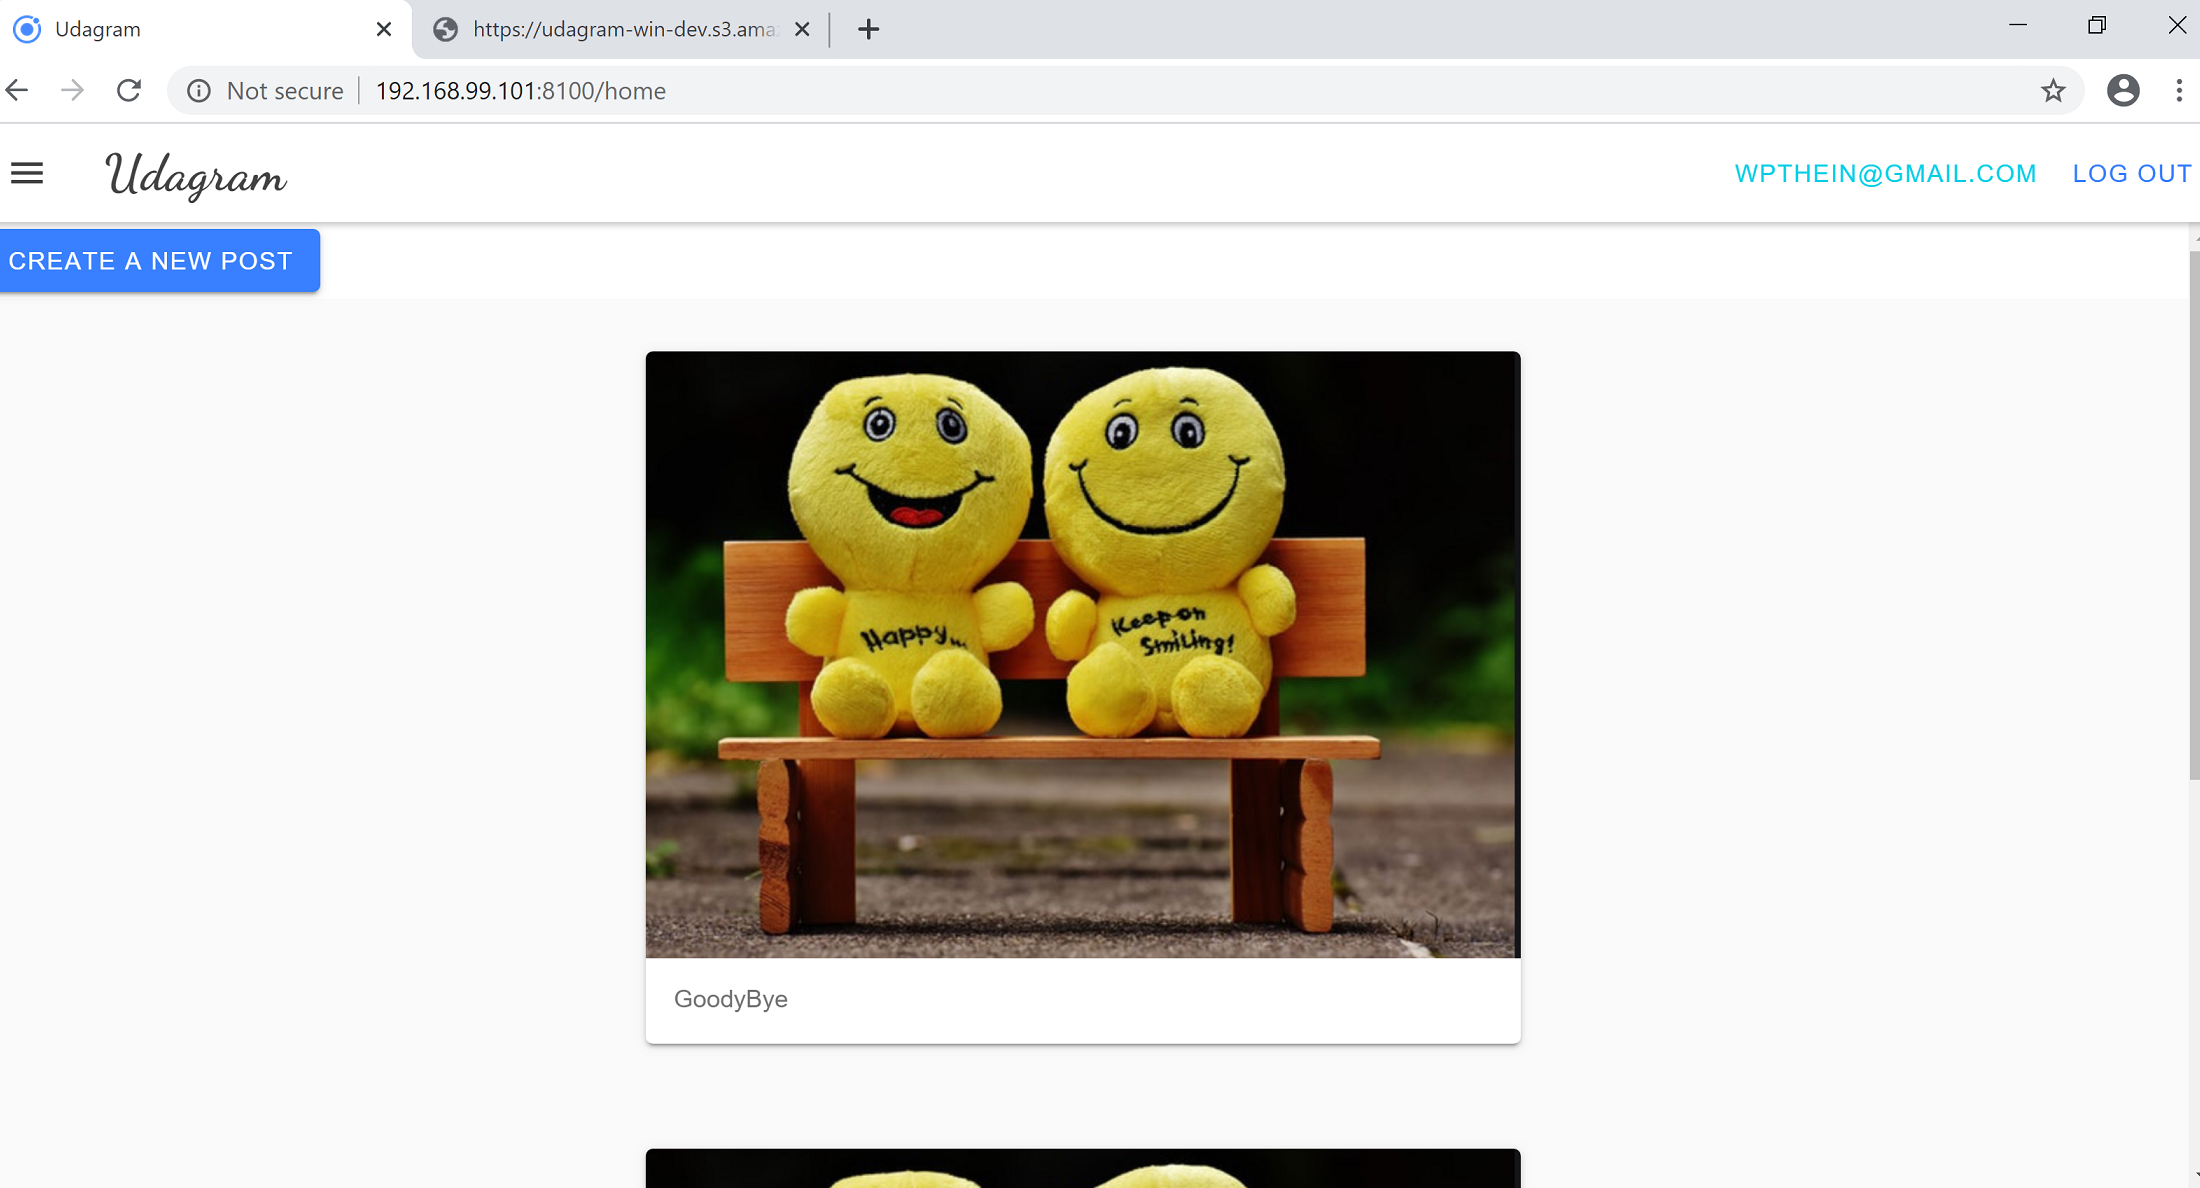 Udagram
https://udagram-win-dev.s3.ama
Not secure
192.168.99.101:8100/home
Udagram
WPTHEIN@GMAIL.COM
LOG OUT
CREATE A NEW POST
Happy...
Keep on
Smiling!
GoodyBye